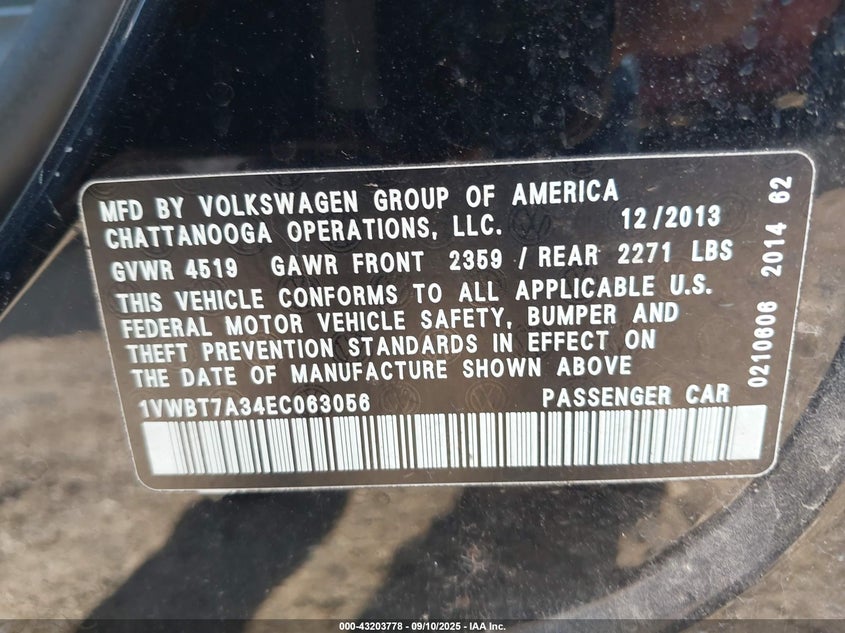 MFD BY VOLKSWAGEN GROUP OF AMERICA
CHATTANOOGA OPERATIONS, LLC. 12/2013
GVWR 4519 GAWR FRONT 2359 / REAR 2271 LBS
THIS VEHICLE CONFORMS TO ALL APPLICABLE U.S.
FEDERAL MOTOR VEHICLE SAFETY, BUMPER AND
THEFT PREVENTION STANDARDS IN EFFECT ON
THE DATE OF MANUFACTURE SHOWN ABOVE
1VWBT7A34EC063056 PASSENGER CAR
0210606 2014 62
000-43203778 - 09/10/2025 - IAA Inc.